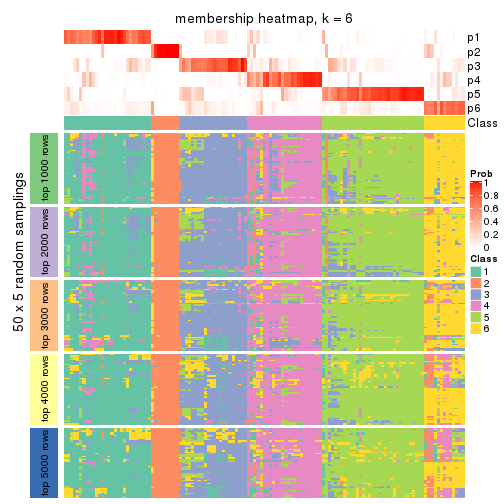 membership heatmap, k = 6
p1
p2
p3
p4
p5
p6
Class
50 x 5 random samplings
top 1000 rows
top 2000 rows
top 3000 rows
top 4000 rows
top 5000 rows
Prob
1
0.8
0.6
0.4
0.2
0
Class
1
2
3
4
5
6